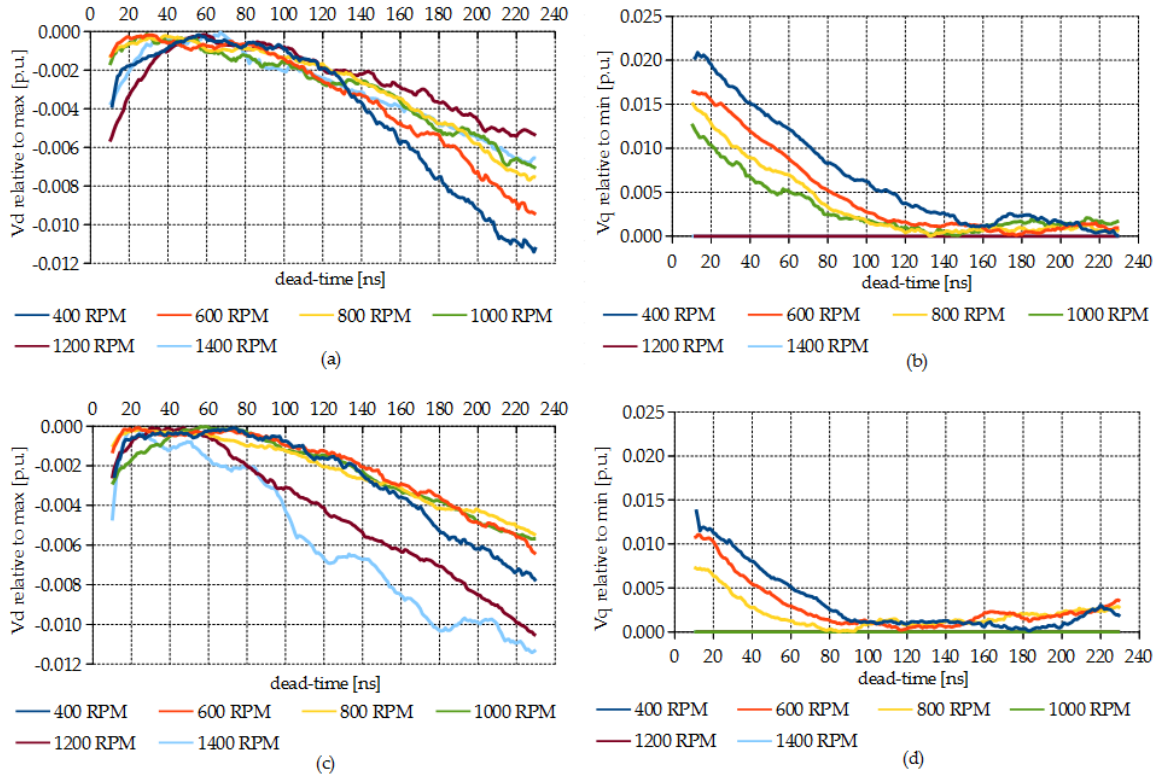 0 20 40 60 80 100 120 140 160 180 200 220 240
0.000
-0.002
-0.004
-0.006
-0.008
-0.010
-0.012
Vd relative to max [p.u.]
dead-time [ns]
400 RPM 600 RPM 800 RPM 1000 RPM
1200 RPM 1400 RPM
(a)
0.025
0.020
0.015
0.010
0.005
0.000
Vq relative to min [p.u.]
0 20 40 60 80 100 120 140 160 180 200 220 240
dead-time [ns]
400 RPM 600 RPM 800 RPM 1000 RPM
1200 RPM 1400 RPM
(b)
0 20 40 60 80 100 120 140 160 180 200 220 240
0.000
-0.002
-0.004
-0.006
-0.008
-0.010
-0.012
Vd relative to max [p.u.]
dead-time [ns]
400 RPM 600 RPM 800 RPM 1000 RPM
1200 RPM 1400 RPM
(c)
0.025
0.020
0.015
0.010
0.005
0.000
Vq relative to min [p.u.]
0 20 40 60 80 100 120 140 160 180 200 220 240
dead-time [ns]
400 RPM 600 RPM 800 RPM 1000 RPM
1200 RPM 1400 RPM
(d)